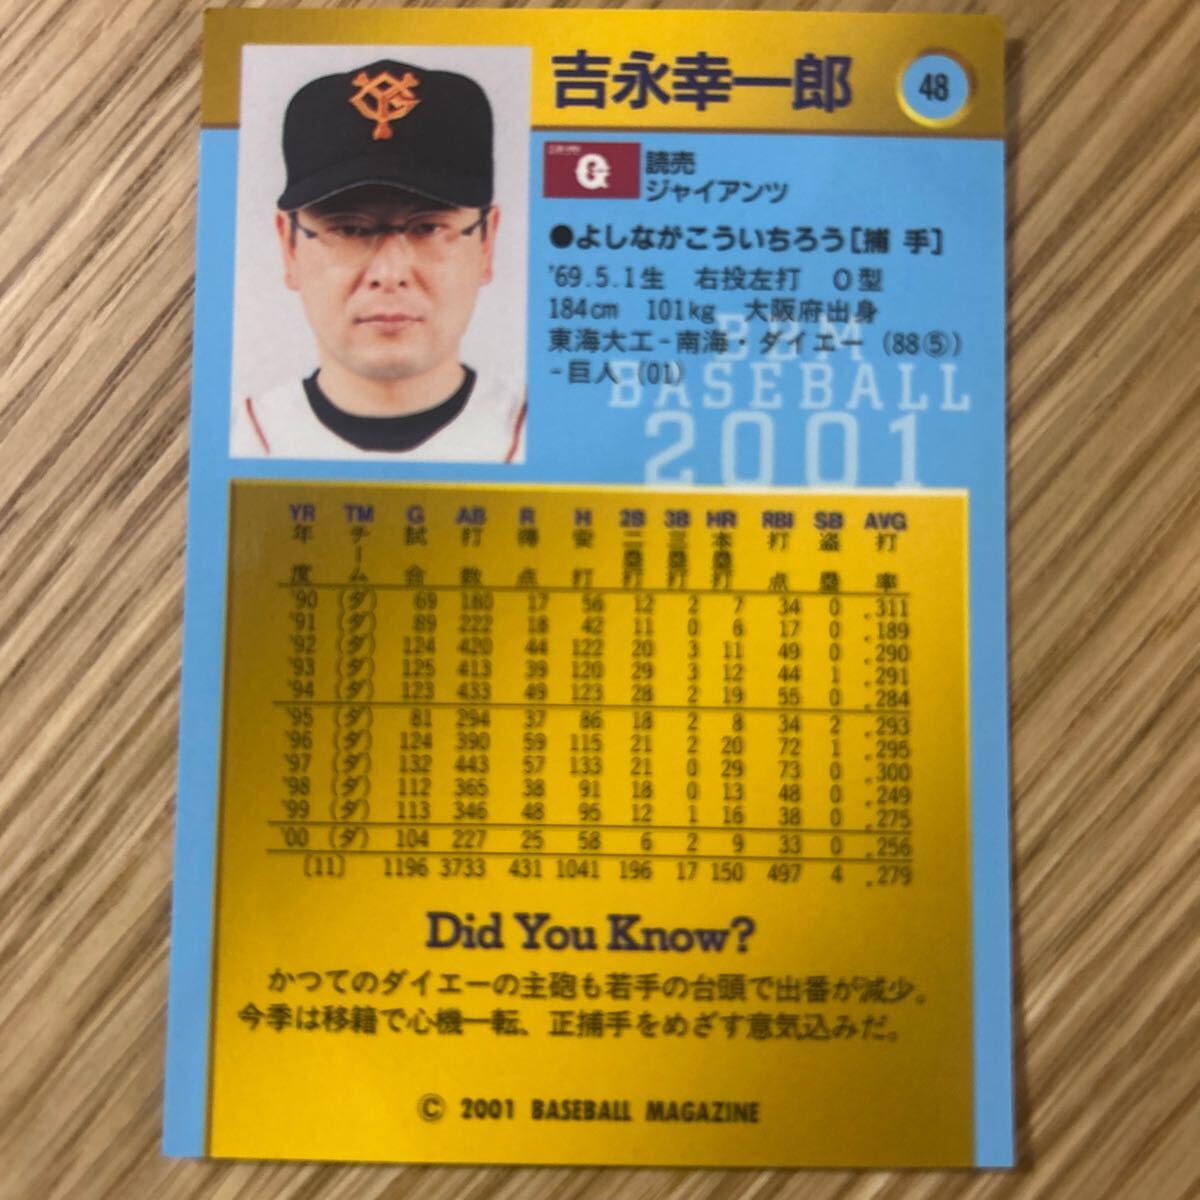 吉永幸一郎
48
G
読売
ジャイアンツ
●よしながこういちろう[捕 手]
'69.5.1生 右投左打 O型
184cm 101kg 大阪府出身
東海大工-南海・ダイエー (88⑤)
-巨人 (01)
BBM
BASEBALL
2001
YR TM G AB R H 2B 3B HR RBI SB AVG
年度 チーム 試合 打数 得点 安打 二塁打 三塁打 本塁打 打点 盗塁 打率
'90 (ダ) 69 180 17 56 12 2 7 34 0 .311
'91 (ダ) 89 222 18 42 11 0 6 17 0 .189
'92 (ダ) 124 420 44 122 20 3 11 49 0 .290
'93 (ダ) 125 413 39 120 29 3 12 44 1 .291
'94 (ダ) 123 433 49 123 28 2 19 55 0 .284
'95 (ダ) 81 294 37 86 18 2 8 34 2 .293
'96 (ダ) 124 390 59 115 21 2 20 72 1 .295
'97 (ダ) 132 443 57 133 21 0 29 73 0 .300
'98 (ダ) 112 365 38 91 18 0 13 48 0 .249
'99 (ダ) 113 346 48 95 12 1 16 38 0 .275
'00 (ダ) 104 227 25 58 6 2 9 33 0 .256
(11) 1196 3733 431 1041 196 17 150 497 4 .279
Did You Know?
かつてのダイエーの主砲も若手の台頭で出番が減少。
今季は移籍で心機一転、正捕手をめざす意気込みだ。
© 2001 BASEBALL MAGAZINE